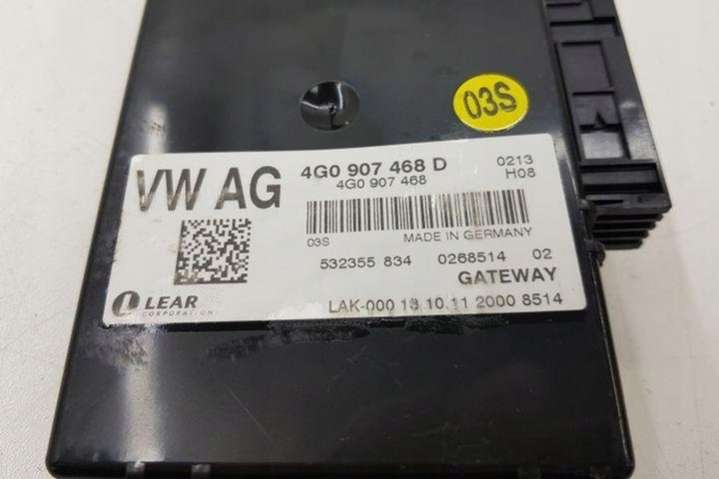 03S
VW AG
4G0 907 468 D
0213
4G0 907 468
H08
03S
MADE IN GERMANY
532355 834
0268514
02
GATEWAY
LEAR
CORPORATION
LAK-000 13 10.11 2000 8514